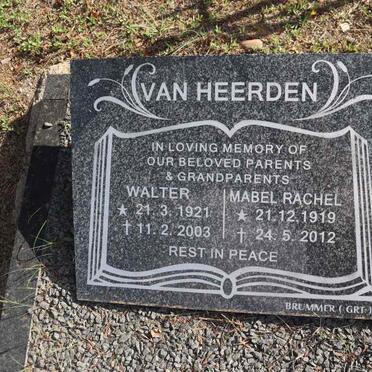 VAN HEERDEN
IN LOVING MEMORY OF
OUR BELOVED PARENTS
& GRANDPARENTS
WALTER
★ 21. 3. 1921
† 11. 2. 2003
MABEL RACHEL
★ 21.12.1919
† 24. 5. 2012
REST IN PEACE
BRUMMER ( GRT )